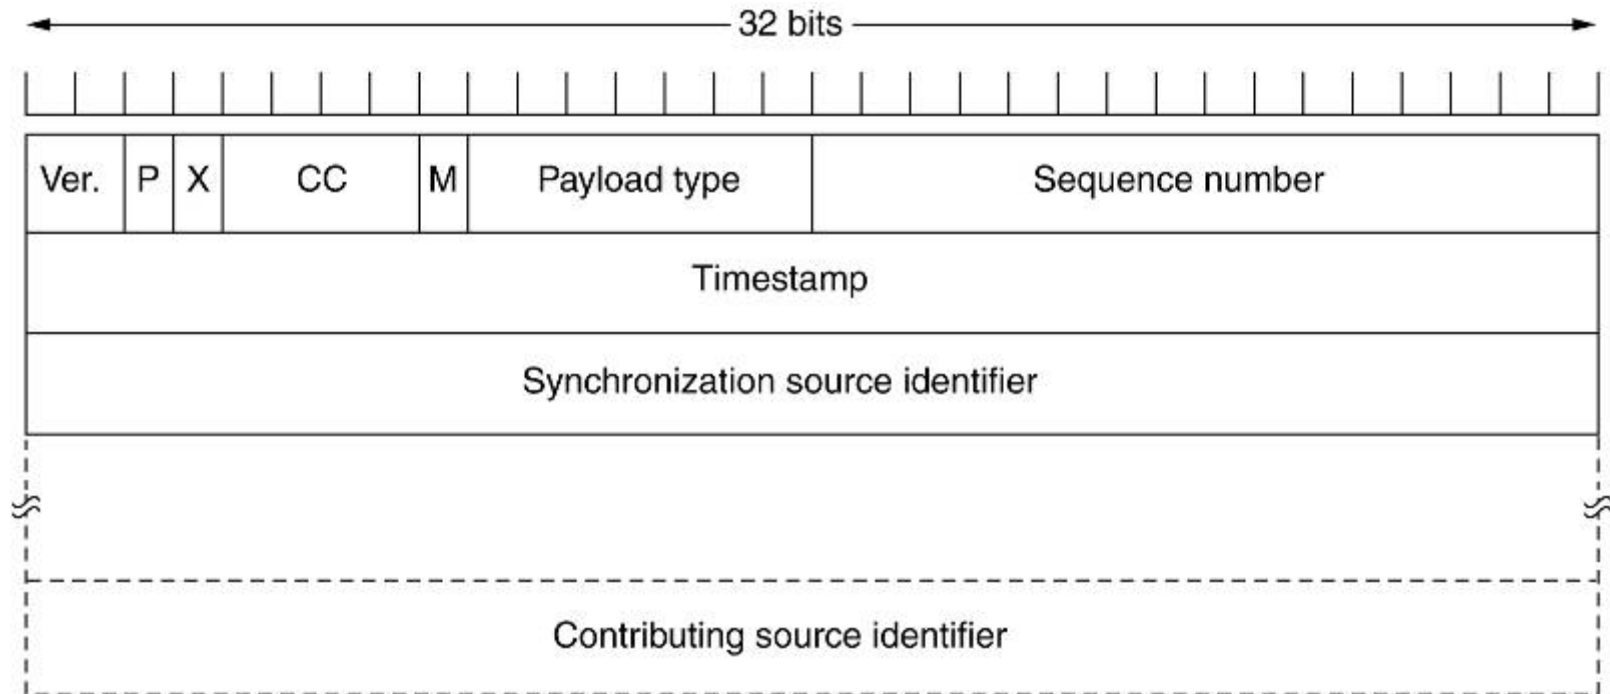 32 bits
Ver. P X CC M Payload type Sequence number
Timestamp
Synchronization source identifier
Contributing source identifier